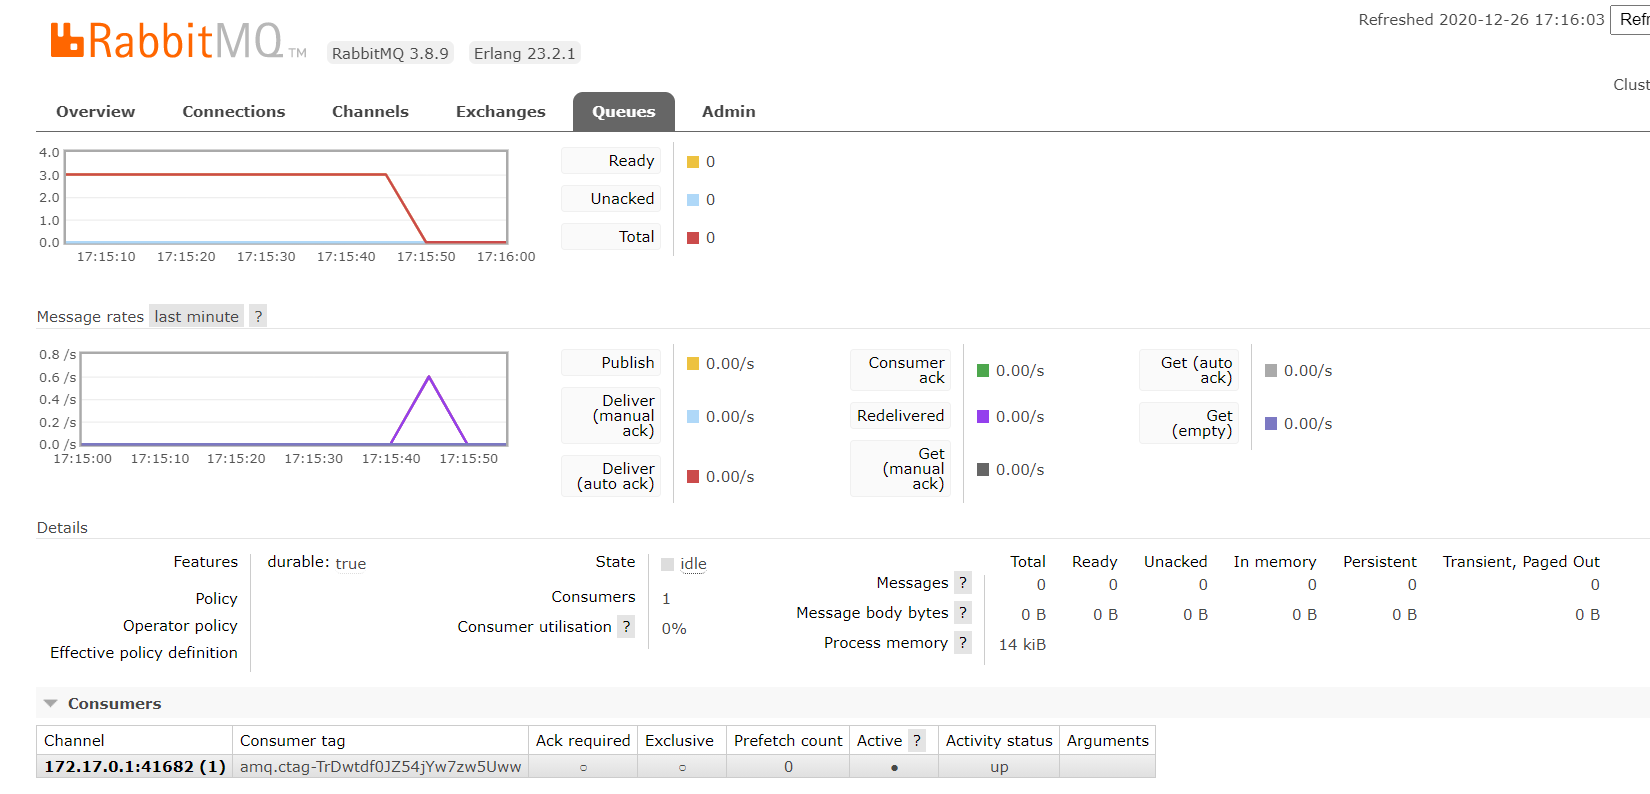 Refreshed 2020-12-26 17:16:03 Refr
RabbitMQ TM RabbitMQ 3.8.9 Erlang 23.2.1
Clust
Overview Connections Channels Exchanges Queues Admin
4.0
3.0
2.0
1.0
0.0
17:15:10 17:15:20 17:15:30 17:15:40 17:15:50 17:16:00
Ready 0
Unacked 0
Total 0
Message rates last minute ?
0.8 /s
0.6 /s
0.4 /s
0.2 /s
0.0 /s
17:15:00 17:15:10 17:15:20 17:15:30 17:15:40 17:15:50
Publish 0.00/s
Deliver
(manual
ack) 0.00/s
Deliver
(auto ack) 0.00/s
Consumer
ack 0.00/s
Redelivered 0.00/s
Get
(manual
ack) 0.00/s
Get (auto
ack) 0.00/s
Get
(empty) 0.00/s
Details
Features durable: true
Policy
Operator policy
Effective policy definition
State idle
Consumers 1
Consumer utilisation ? 0%
Total Ready Unacked In memory Persistent Transient, Paged Out
Messages ? 0 0 0 0 0 0
Message body bytes ? 0 B 0 B 0 B 0 B 0 B 0 B
Process memory ? 14 kiB
Consumers
Channel Consumer tag Ack required Exclusive Prefetch count Active ? Activity status Arguments
172.17.0.1:41682 (1) amq.ctag-TrDwtdf0JZ54jYw7zw5Uww ○ ○ 0 ● up